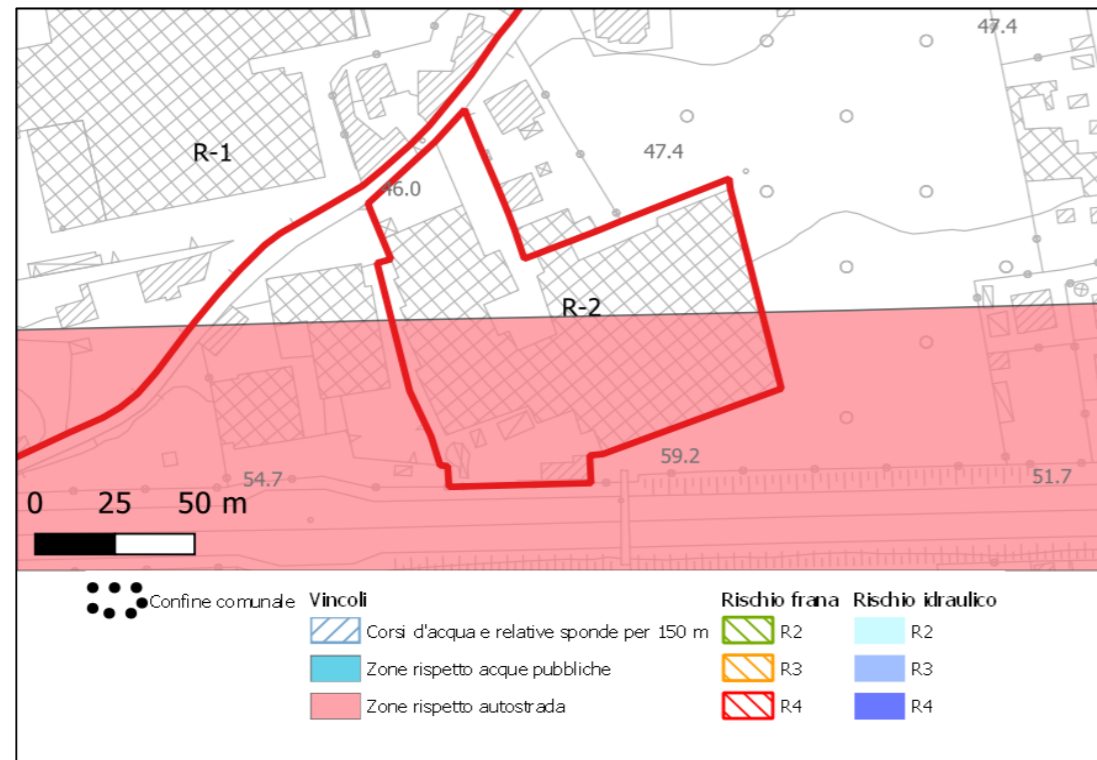 47.4
R-1
47.4
46.0
R-2
59.2
54.7
51.7
0 25 50 m
Confine comunale
Vincoli
Corsi d'acqua e relative sponde per 150 m
Zone rispetto acque pubbliche
Zone rispetto autostrada
Rischio frana
R2
R3
R4
Rischio idraulico
R2
R3
R4